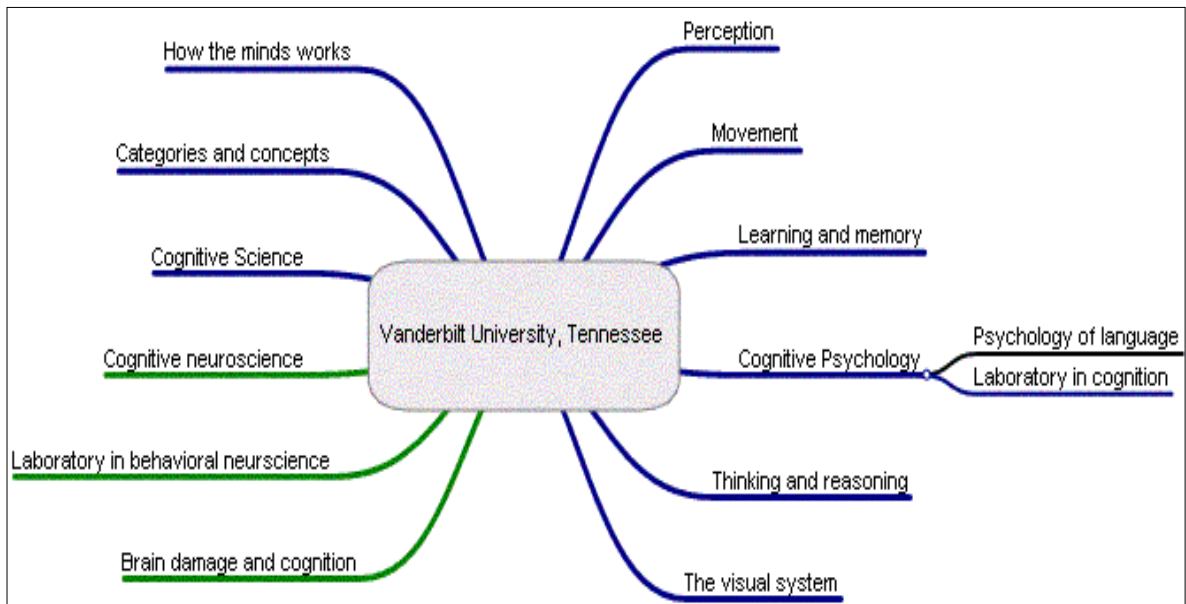 How the minds works
Perception
Categories and concepts
Movement
Cognitive Science
Learning and memory
Vanderbilt University, Tennessee
Cognitive neuroscience
Cognitive Psychology
Psychology of language
Laboratory in cognition
Laboratory in behavioral neurscience
Thinking and reasoning
Brain damage and cognition
The visual system